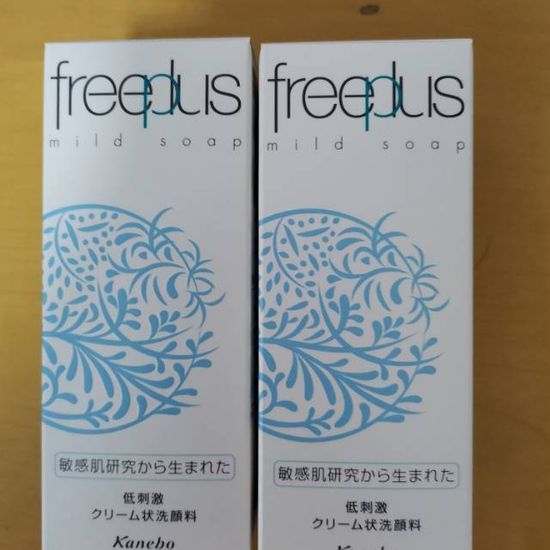 freeplus
mild soap
敏感肌研究から生まれた
低刺激
クリーム状洗顔料
Kanebo
freeplus
mild soap
敏感肌研究から生まれた
低刺激
クリーム状洗顔料
Kanebo